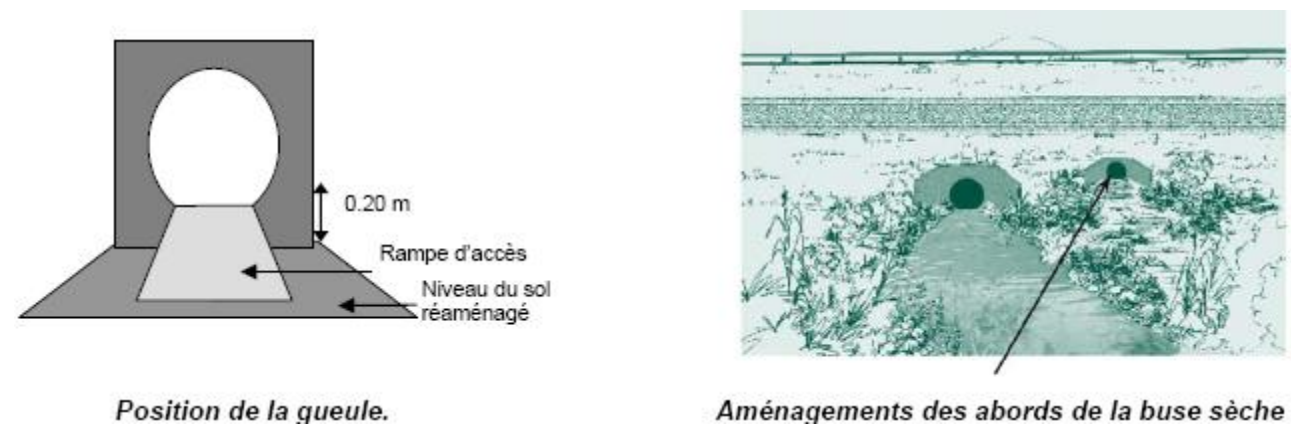 0.20 m
Rampe d'accès
Niveau du sol
réaménagé
Position de la gueule.
Aménagements des abords de la buse sèche